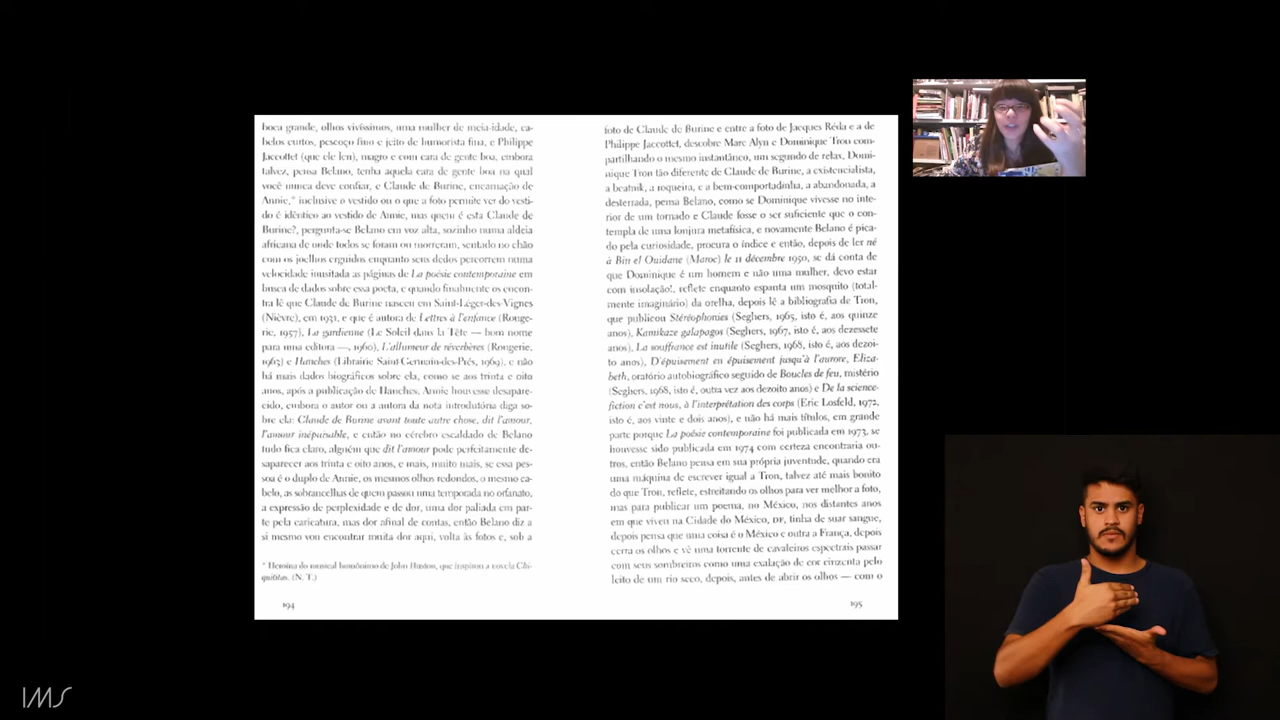 boca grande, olhos vivíssimos, uma mulher de meia-idade, ca-
belos curtos, pescoço fino e jeito de humorista fina, e Philippe
Jaccottet (que ele leu), magro e com cara de gente boa, embora
talvez, pensa Belano, tenha aquela cara de gente boa na qual
você nunca deve confiar, e Claude de Burine, encarnação de
Annie,* inclusive o vestido ou o que a foto permite ver do vesti-
do é idêntico ao vestido de Annie, mas quem é esta Claude de
Burine?, pergunta-se Belano em voz alta, sozinho numa aldeia
africana de onde todos se foram ou morreram, sentado no chão
com os joelhos erguidos enquanto seus dedos percorrem numa
velocidade inusitada as páginas de La poésie contemporaine em
busca de dados sobre essa poeta, e quando finalmente os encon-
tra lê que Claude de Burine nasceu em Saint-Léger-des-Vignes
(Nièvre), em 1931, e que é autora de Lettres à l'enfance (Rouge-
rie, 1957), La gardienne (Le Soleil dans la Tête — bom nome
para uma editora —, 1960), L'allumeur de réverbères (Rougerie,
1963) e Hanches (Librairie Saint-Germain-des-Prés, 1969), e não
há mais dados biográficos sobre ela, como se aos trinta e oito
anos, após a publicação de Hanches, Annie houvesse desapare-
cido, embora o autor ou a autora da nota introdutória diga so-
bre ela: Claude de Burine avant toute autre chose, dit l'amour,
l'amour inépuisable, e então no cérebro escaldado de Belano
tudo fica claro, alguém que dit l'amour pode perfeitamente de-
saparecer aos trinta e oito anos, e mais, muito mais, se essa pes-
soa é o duplo de Annie, os mesmos olhos redondos, o mesmo ca-
belo, as sobrancelhas de quem passou uma temporada no orfanato,
a expressão de perplexidade e de dor, uma dor paliada em par-
te pela caricatura, mas dor afinal de contas, então Belano diz a
si mesmo vou encontrar muita dor aqui, volta às fotos e, sob a
* Heroína do musical homônimo de John Huston, que inspirou a novela Chi-
quititas. (N. T.)
194
foto de Claude de Burine e entre a foto de Jacques Réda e a de
Philippe Jaccottet, descobre Marc Alyn e Dominique Tron com-
partilhando o mesmo instantâneo, um segundo de relax, Domi-
nique Tron tão diferente de Claude de Burine, a existencialista,
a beatnik, a roqueira, e a bem-comportadinha, a abandonada, a
desterrada, pensa Belano, como se Dominique vivesse no inte-
rior de um tornado e Claude fosse o ser suficiente que o con-
templa de uma lonjura metafísica, e novamente Belano é pica-
do pela curiosidade, procura o índice e então, depois de ler né
à Bin el Ouidane (Maroc) le 11 décembre 1950, se dá conta de
que Dominique é um homem e não uma mulher, devo estar
com insolação!, reflete enquanto espanta um mosquito (total-
mente imaginário) da orelha, depois lê a bibliografia de Tron,
que publicou Stéréophonies (Seghers, 1965, isto é, aos quinze
anos), Kamikaze galapagos (Seghers, 1967, isto é, aos dezessete
anos), La souffrance est inutile (Seghers, 1968, isto é, aos dezoi-
to anos), D'épuisement en épuisement jusqu'à l'aurore, Eliza-
beth, oratório autobiográfico seguido de Boucles de feu, mistério
(Seghers, 1968, isto é, outra vez aos dezoito anos) e De la science-
fiction c'est nous, à l'interprétation des corps (Eric Losfeld, 1972,
isto é, aos vinte e dois anos), e não há mais títulos, em grande
parte porque La poésie contemporaine foi publicada em 1973, se
houvesse sido publicada em 1974 com certeza encontraria ou-
tros, então Belano pensa em sua própria juventude, quando era
uma máquina de escrever igual a Tron, talvez até mais bonito
do que Tron, reflete, estreitando os olhos para ver melhor a foto,
mas para publicar um poema, no México, nos distantes anos
em que viveu na Cidade do México, DF, tinha de suar sangue,
depois pensa que uma coisa é o México e outra a França, depois
cerra os olhos e vê uma torrente de cavaleiros espectrais passar
com seus sombreiros como uma exalação de cor cinzenta pelo
leito de um rio seco, depois, antes de abrir os olhos — com o
195
IMS